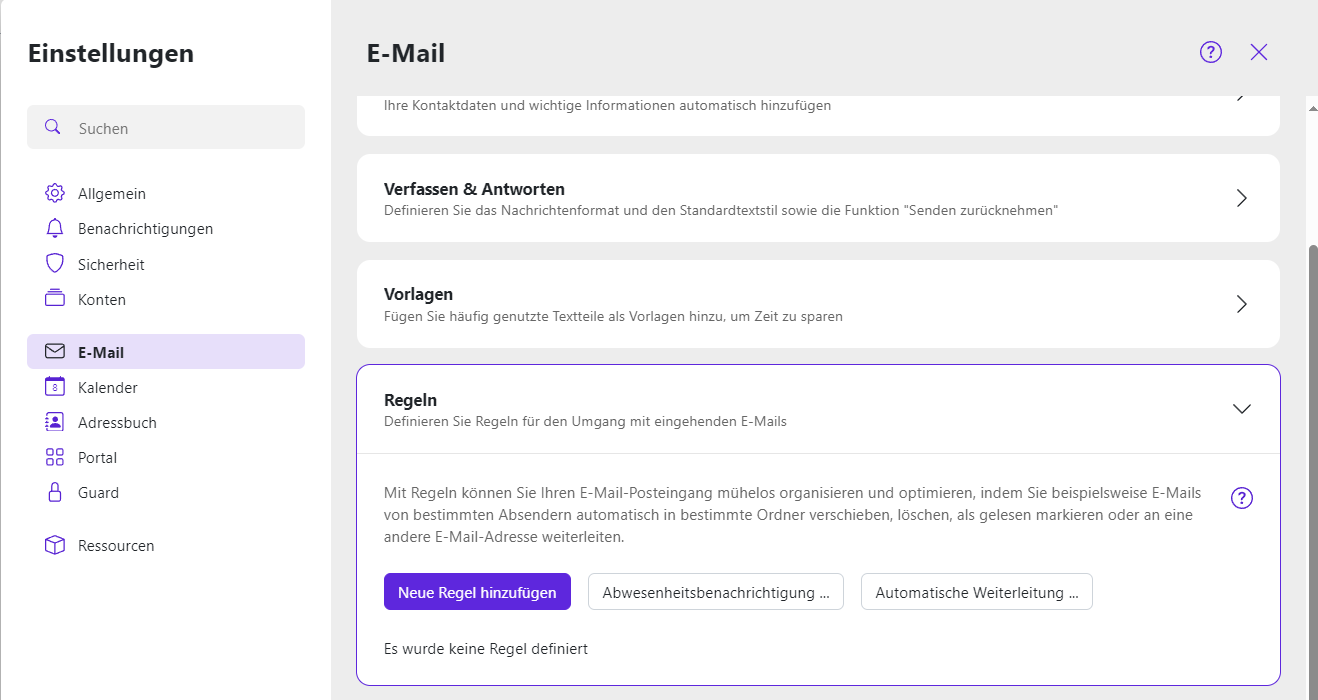 Einstellungen
Suchen
Allgemein
Benachrichtigungen
Sicherheit
Konten
E-Mail
8
Kalender
Adressbuch
Portal
Guard
Ressourcen
E-Mail
?
Ihre Kontaktdaten und wichtige Informationen automatisch hinzufügen
Verfassen & Antworten
Definieren Sie das Nachrichtenformat und den Standardtextstil sowie die Funktion "Senden zurücknehmen"
Vorlagen
Fügen Sie häufig genutzte Textteile als Vorlagen hinzu, um Zeit zu sparen
Regeln
Definieren Sie Regeln für den Umgang mit eingehenden E-Mails
Mit Regeln können Sie Ihren E-Mail-Posteingang mühelos organisieren und optimieren, indem Sie beispielsweise E-Mails
von bestimmten Absendern automatisch in bestimmte Ordner verschieben, löschen, als gelesen markieren oder an eine
andere E-Mail-Adresse weiterleiten.
?
Neue Regel hinzufügen
Abwesenheitsbenachrichtigung ...
Automatische Weiterleitung ...
Es wurde keine Regel definiert